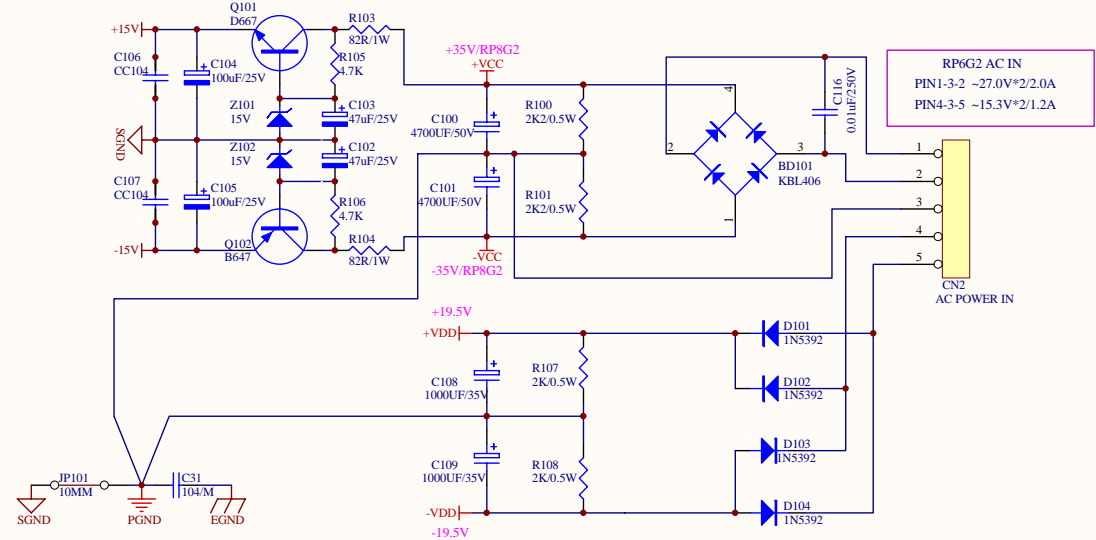 Q101
D667
R103
82R/1W
+15V
C106
CC104
C104
100uF/25V
R105
4.7K
Z101
15V
C103
47uF/25V
SGND
Z102
15V
C102
47uF/25V
C107
CC104
C105
100uF/25V
R106
4.7K
-15V
Q102
B647
R104
82R/1W
+35V/RP8G2
+VCC
C100
4700UF/50V
R100
2K2/0.5W
C101
4700UF/50V
R101
2K2/0.5W
-VCC
-35V/RP8G2
4
2
3
1
BD101
KBL406
C116
0.01uF/250V
RP6G2 AC IN
PIN1-3-2 ~27.0V*2/2.0A
PIN4-3-5 ~15.3V*2/1.2A
1
2
3
4
5
CN2
AC POWER IN
+19.5V
+VDD
C108
1000UF/35V
R107
2K/0.5W
C109
1000UF/35V
R108
2K/0.5W
-VDD
-19.5V
D101
1N5392
D102
1N5392
D103
1N5392
D104
1N5392
JP101
10MM
C31
104/M
SGND
PGND
EGND